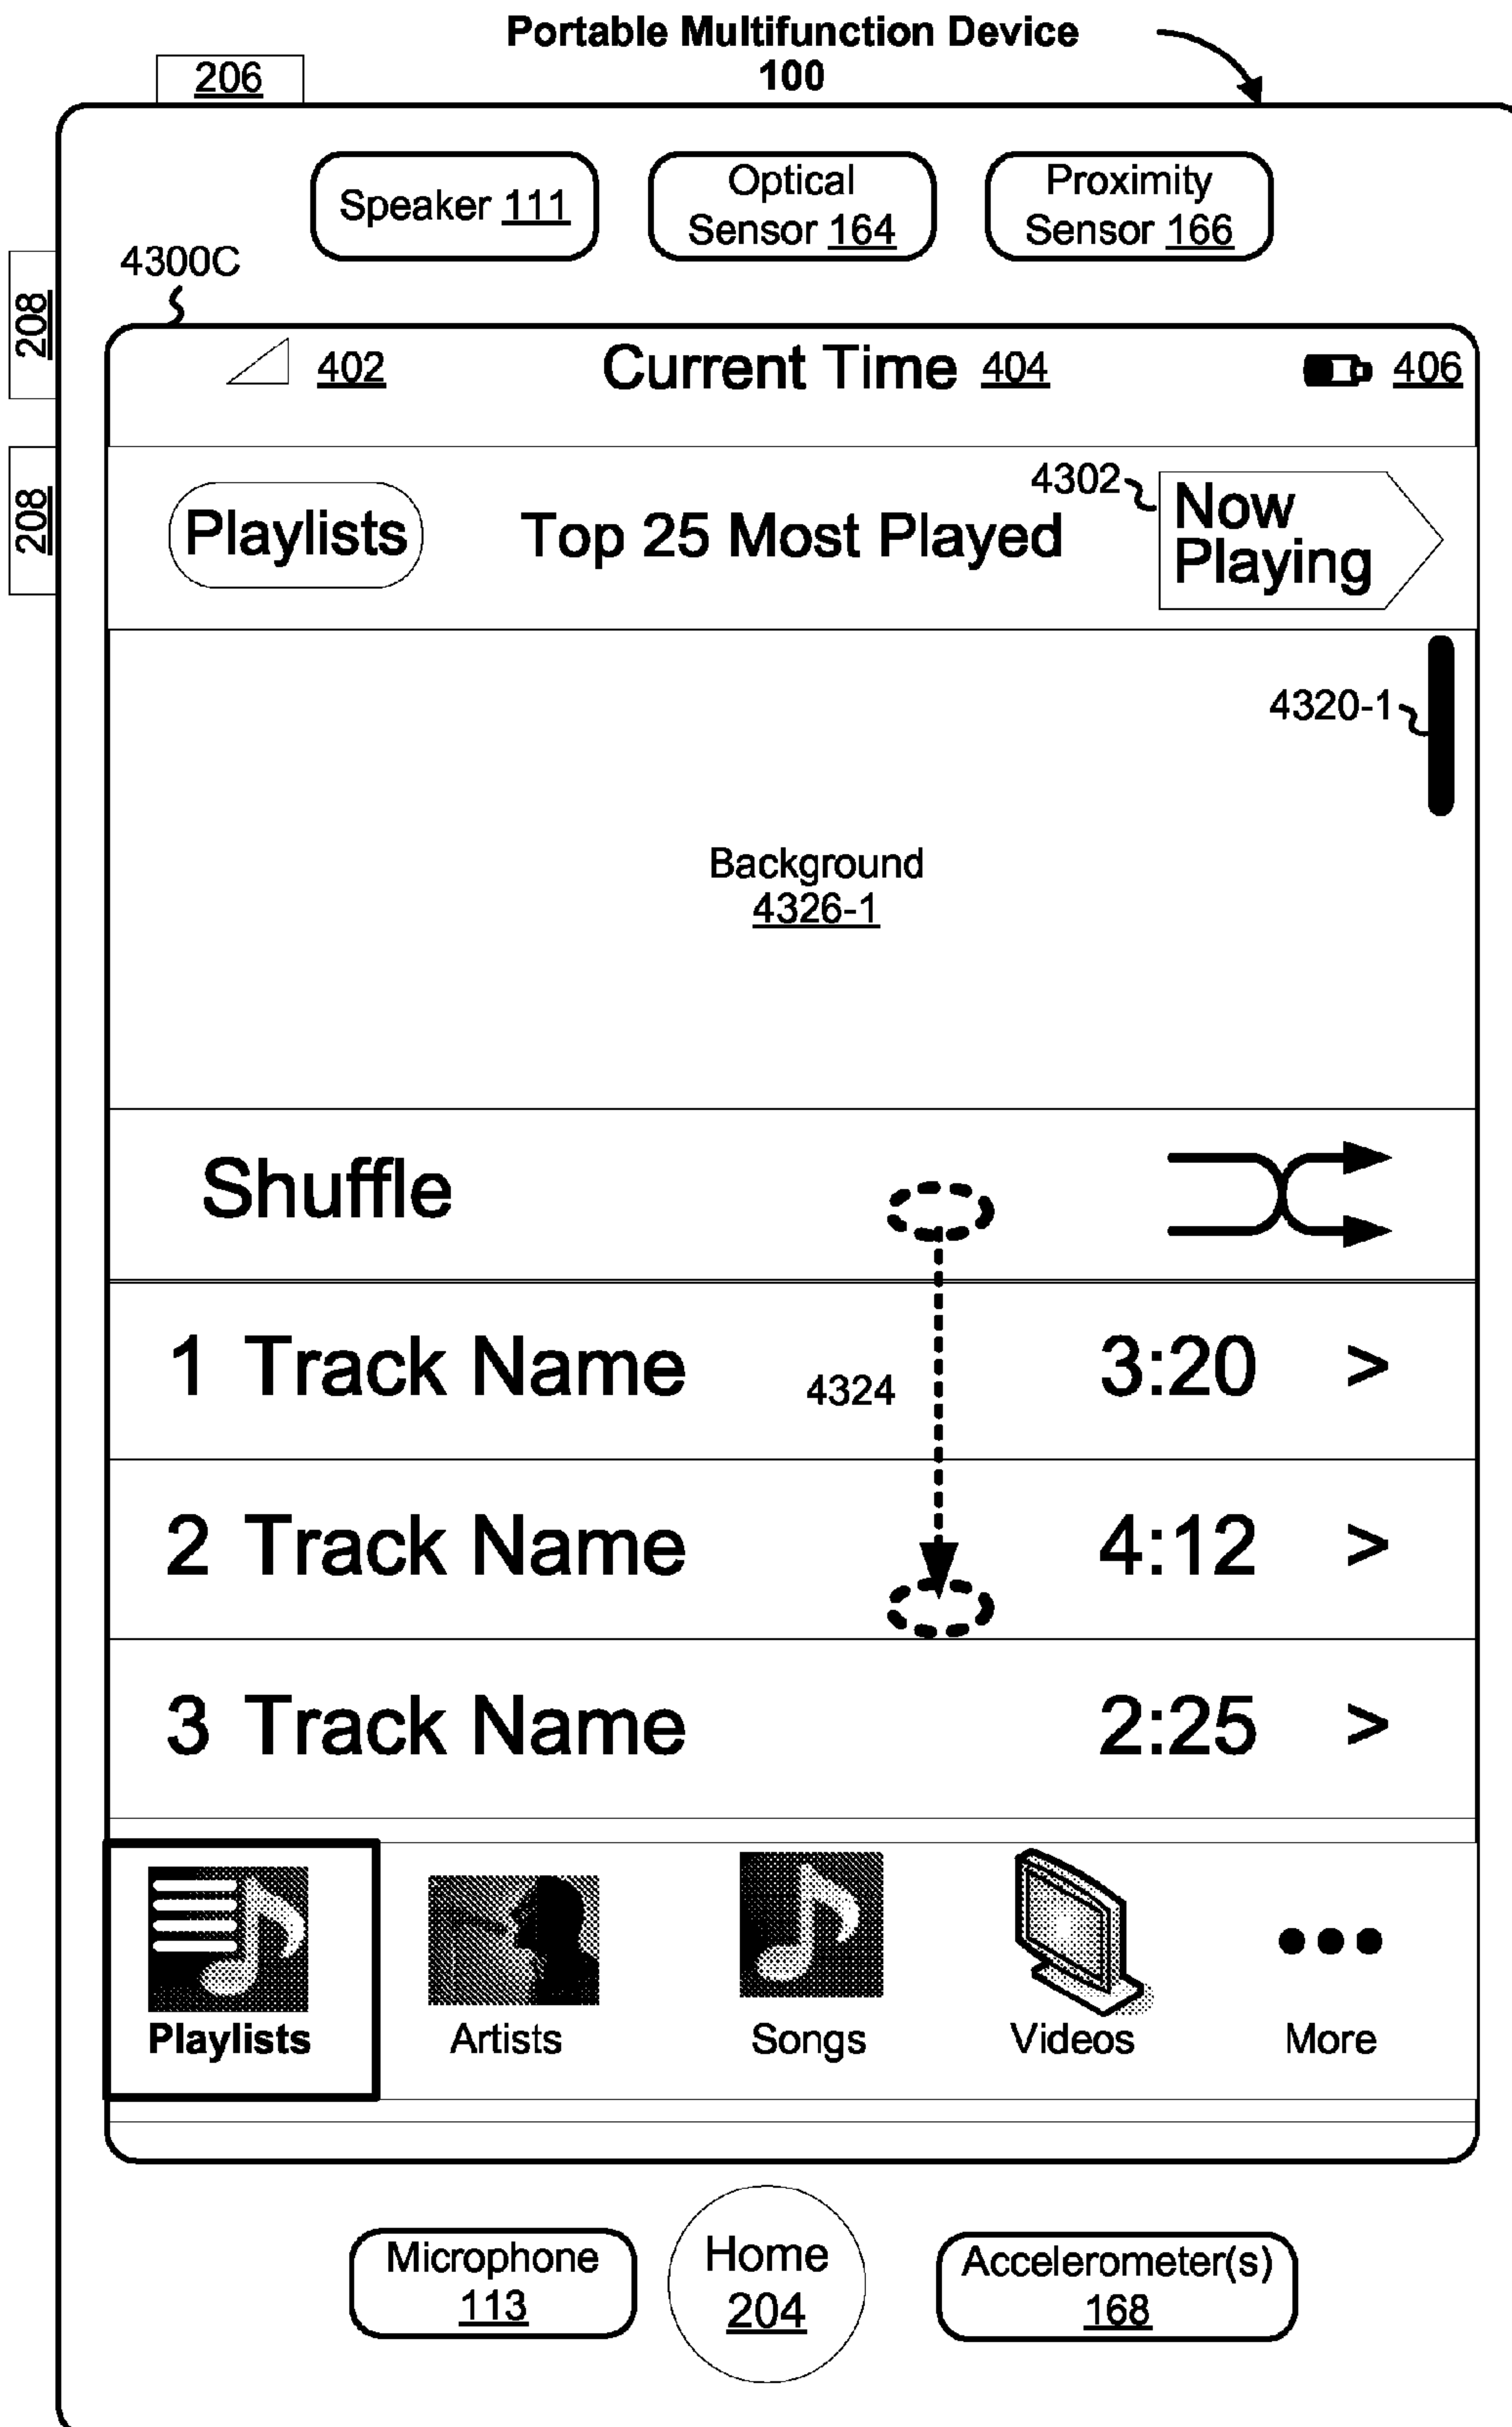 Portable Multifunction Device
100
206
Speaker 111
Optical
Sensor 164
Proximity
Sensor 166
4300C
208
402
Current Time 404
406
208
Playlists
Top 25 Most Played
4302
Now
Playing
4320-1
Background
4326-1
Shuffle
1 Track Name 3:20 >
4324
2 Track Name 4:12 >
3 Track Name 2:25 >
Playlists
Artists
Songs
Videos
More
Microphone
113
Home
204
Accelerometer(s)
168